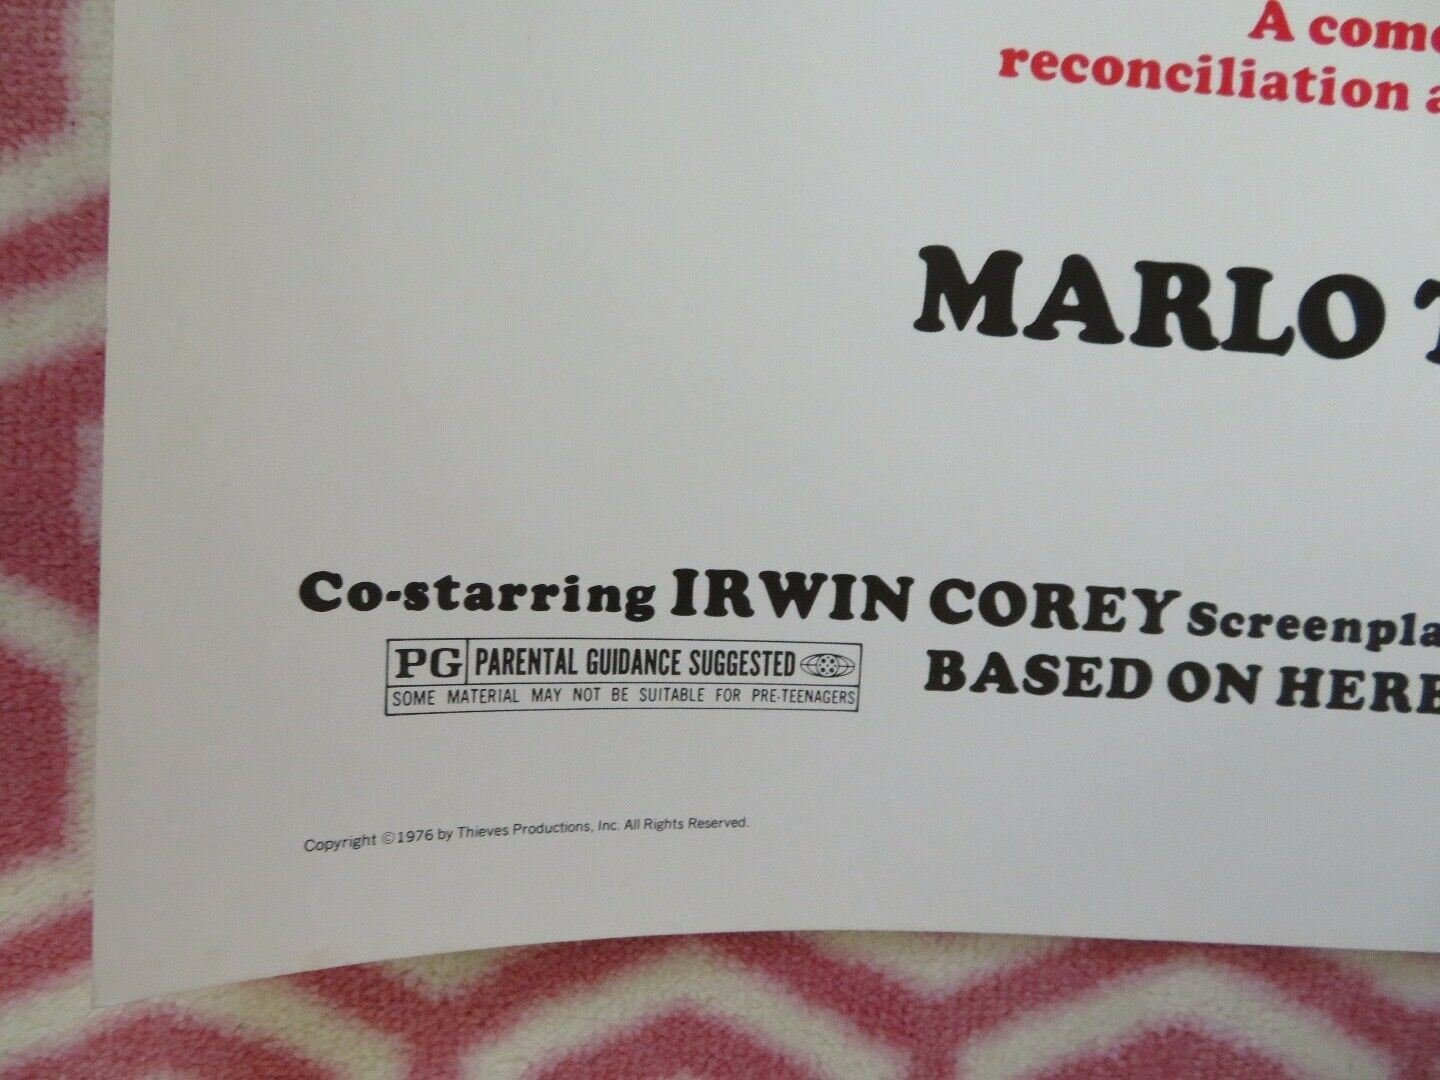 A come
reconciliation a
MARLO T
Co-starring IRWIN COREY Screenpla
PG PARENTAL GUIDANCE SUGGESTED
SOME MATERIAL MAY NOT BE SUITABLE FOR PRE-TEENAGERS
BASED ON HERB
Copyright ©1976 by Thieves Productions, Inc. All Rights Reserved.